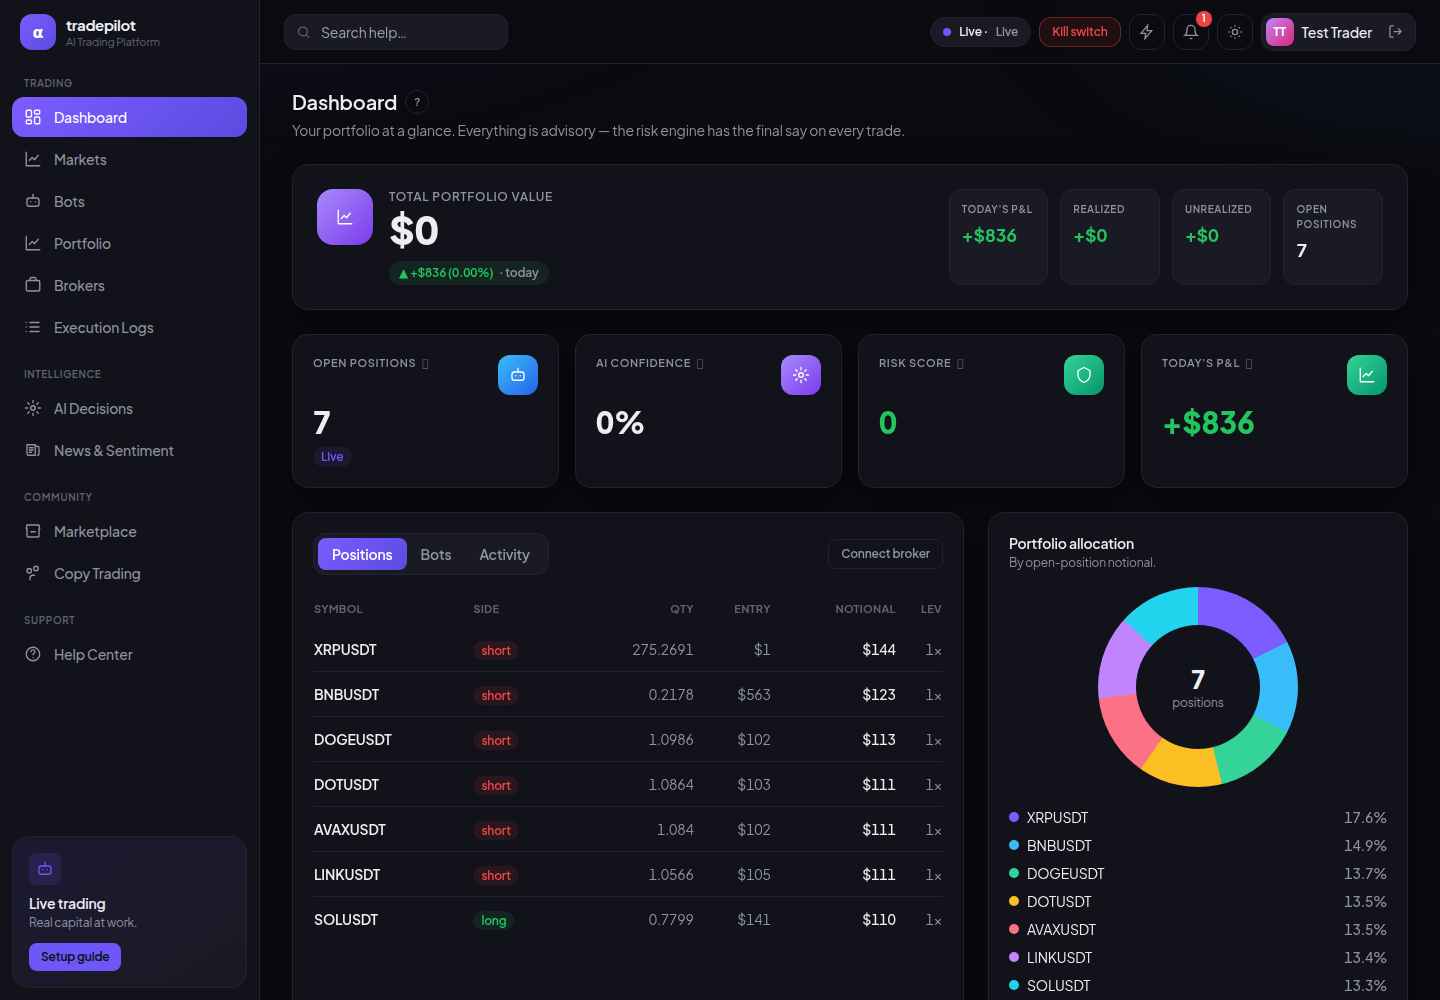 α
tradepilot
AI Trading Platform
Search help...
Live · Live
Kill switch
1
TT
Test Trader
TRADING
Dashboard
Markets
Bots
Portfolio
Brokers
Execution Logs
INTELLIGENCE
AI Decisions
News & Sentiment
COMMUNITY
Marketplace
Copy Trading
SUPPORT
Help Center
Live trading
Real capital at work.
Setup guide
Dashboard ?
Your portfolio at a glance. Everything is advisory — the risk engine has the final say on every trade.
TOTAL PORTFOLIO VALUE
$0
▲ +$836 (0.00%) · today
TODAY'S P&L
+$836
REALIZED
+$0
UNREALIZED
+$0
OPEN
POSITIONS
7
OPEN POSITIONS
7
Live
AI CONFIDENCE
0%
RISK SCORE
0
TODAY'S P&L
+$836
Positions Bots Activity
Connect broker
SYMBOL SIDE QTY ENTRY NOTIONAL LEV
XRPUSDT short 275.2691 $1 $144 1×
BNBUSDT short 0.2178 $563 $123 1×
DOGEUSDT short 1.0986 $102 $113 1×
DOTUSDT short 1.0864 $103 $111 1×
AVAXUSDT short 1.084 $102 $111 1×
LINKUSDT short 1.0566 $105 $111 1×
SOLUSDT long 0.7799 $141 $110 1×
Portfolio allocation
By open-position notional.
7
positions
XRPUSDT 17.6%
BNBUSDT 14.9%
DOGEUSDT 13.7%
DOTUSDT 13.5%
AVAXUSDT 13.5%
LINKUSDT 13.4%
SOLUSDT 13.3%